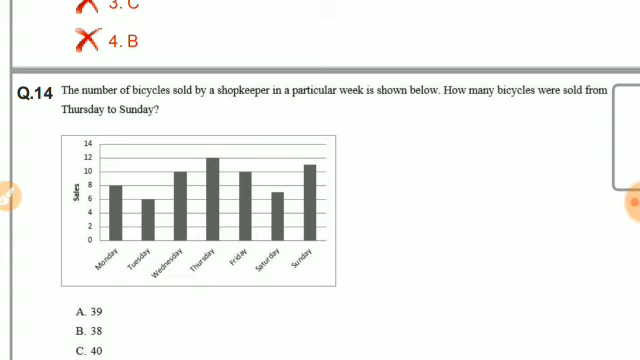 3. C
4. B
Q.14 The number of bicycles sold by a shopkeeper in a particular week is shown below. How many bicycles were sold from
Thursday to Sunday?
14
12
10
8
6
4
2
0
Sales
Monday
Tuesday
Wednesday
Thursday
Friday
Saturday
Sunday
A. 39
B. 38
C. 40